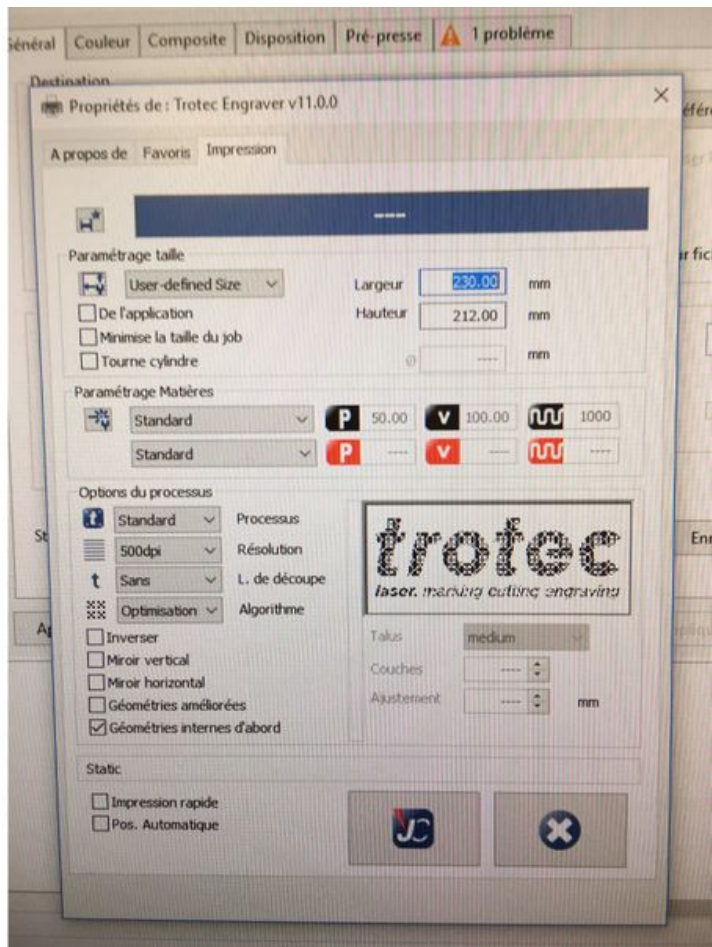 Général Couleur Composite Disposition Pré-presse 1 problème
Destination
Propriétés de : Trotec Engraver v11.0.0
A propos de Favoris Impression
---
Paramétrage taille
User-defined Size Largeur 230.00 mm
De l'application Hauteur 212.00 mm
Minimise la taille du job
Tourne cylindre ø ---- mm
Paramétrage Matières
Standard P 50.00 V 100.00 1000
Standard P ---- V ---- ----
Options du processus
t Standard Processus
500dpi Résolution
t Sans L. de découpe
Optimisation Algorithme
trotec
laser. marking cutting engraving
Inverser
Miroir vertical
Miroir horizontal
Géométries améliorées
Géométries internes d'abord
Talus medium
Couches ----
Ajustement ---- mm
Static
Impression rapide
Pos. Automatique
JC